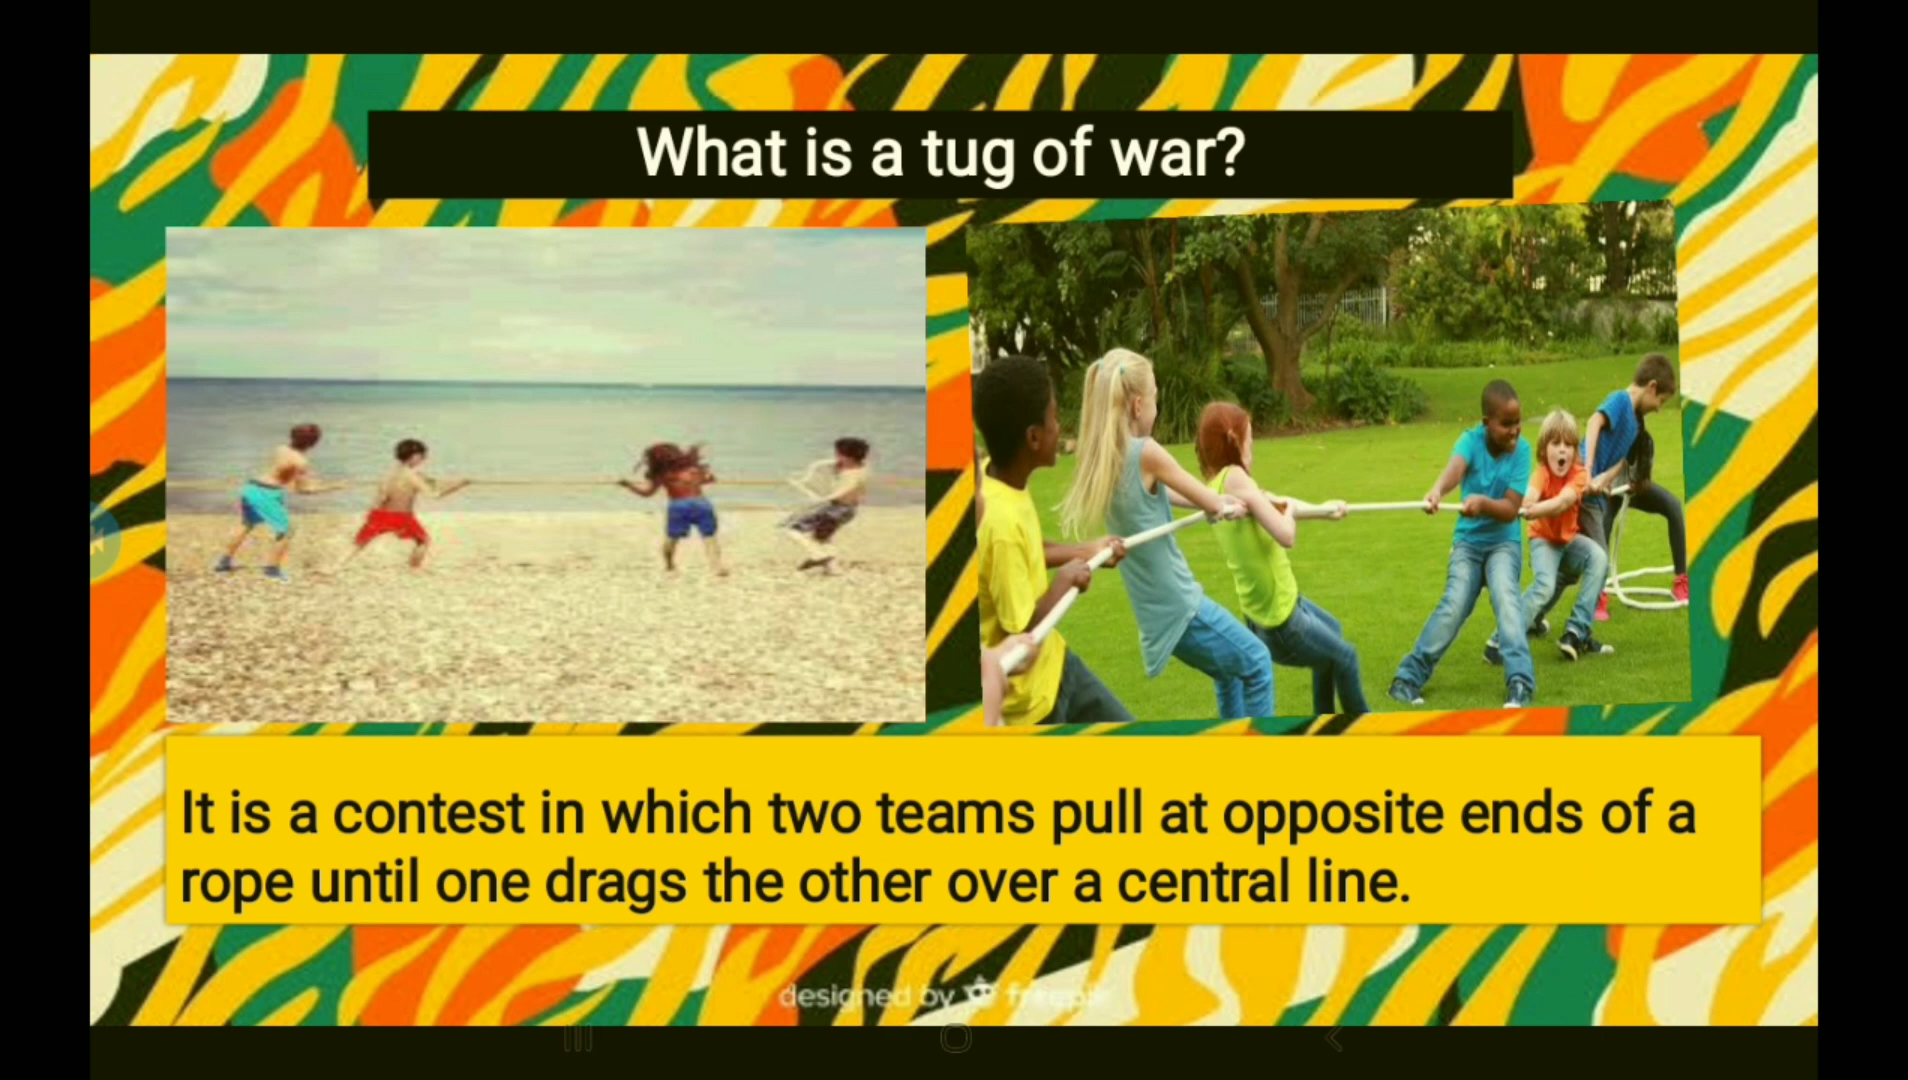 What is a tug of war?
It is a contest in which two teams pull at opposite ends of a
rope until one drags the other over a central line.
designed by freepik